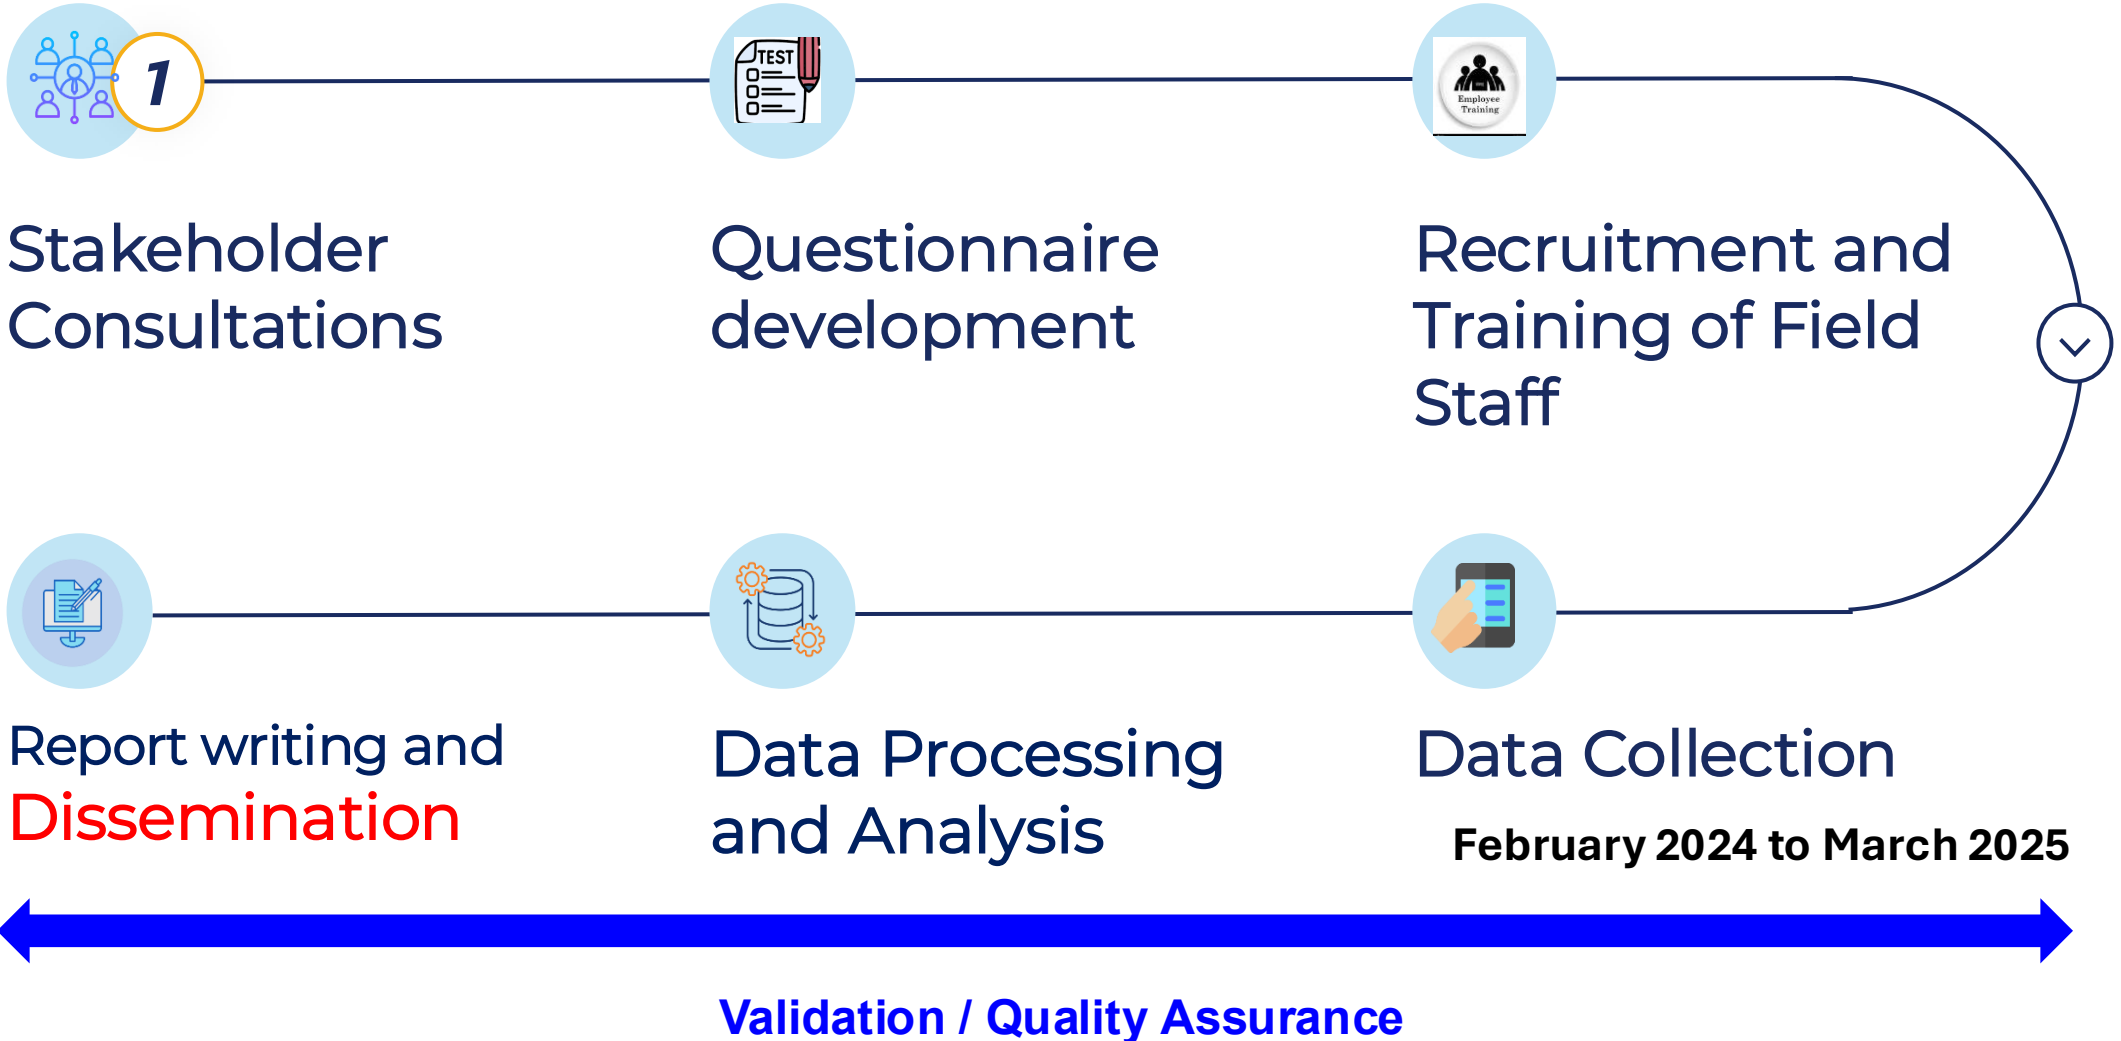 1
TEST
Employee
Training
Stakeholder
Consultations
Questionnaire
development
Recruitment and
Training of Field
Staff
Report writing and
Dissemination
Data Processing
and Analysis
Data Collection
February 2024 to March 2025
Validation / Quality Assurance